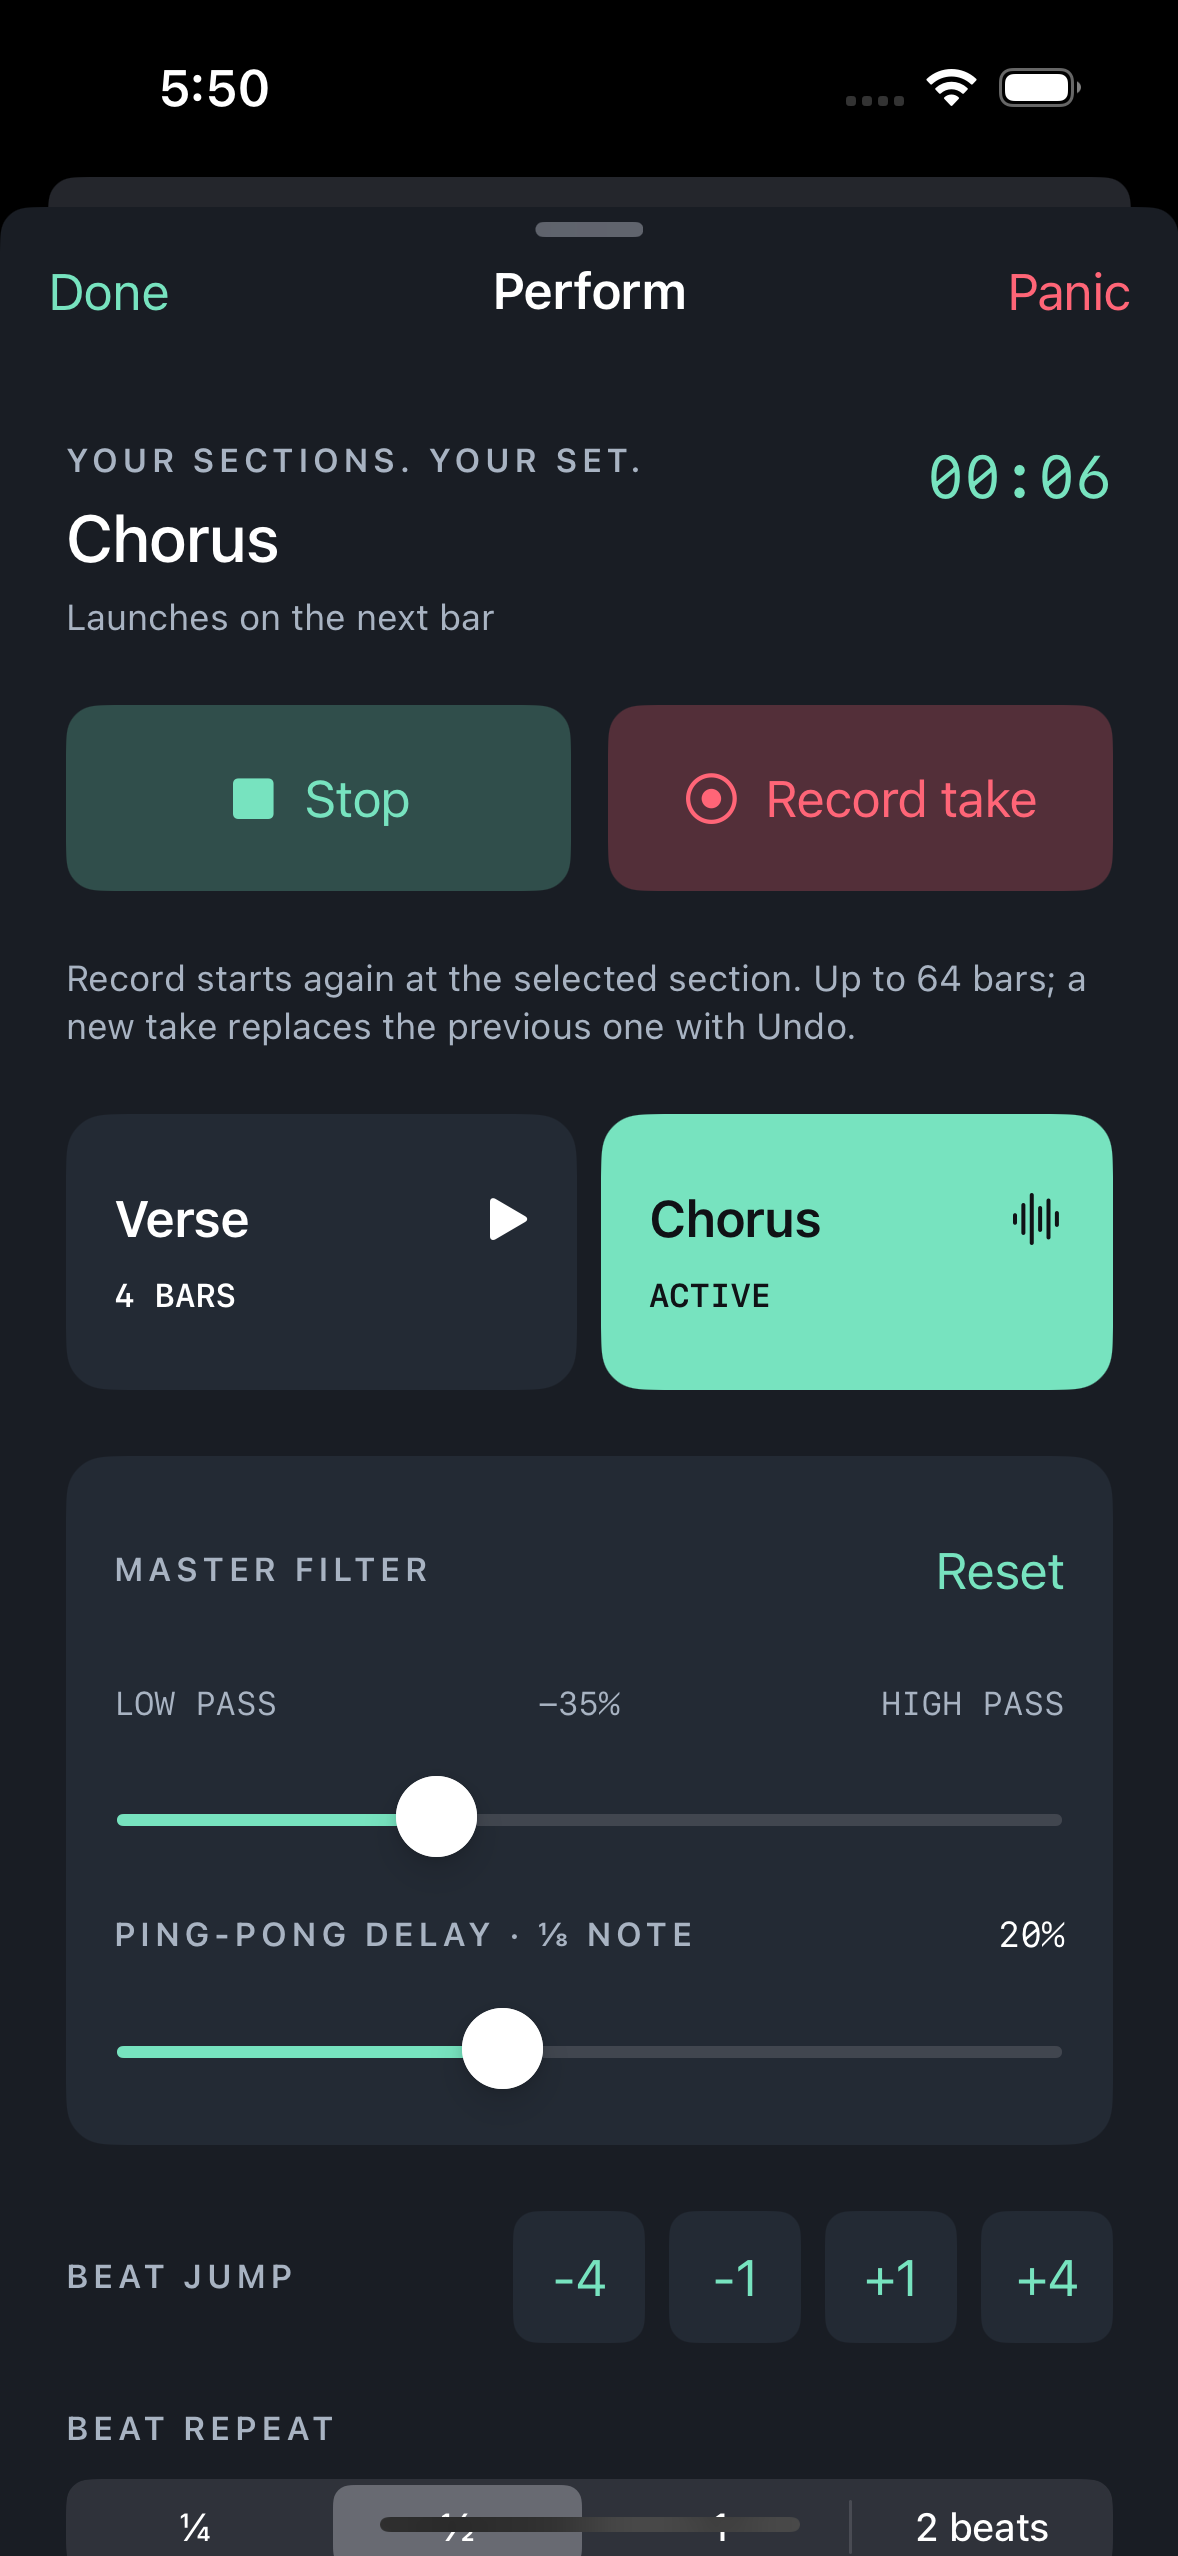 5:50
Done
Perform
Panic
YOUR SECTIONS. YOUR SET.
00:06
Chorus
Launches on the next bar
Stop
Record take
Record starts again at the selected section. Up to 64 bars; a
new take replaces the previous one with Undo.
Verse
4 BARS
Chorus
ACTIVE
MASTER FILTER
Reset
LOW PASS
−35%
HIGH PASS
PING-PONG DELAY · ⅛ NOTE
20%
BEAT JUMP
-4
-1
+1
+4
BEAT REPEAT
¼
½
1
2 beats